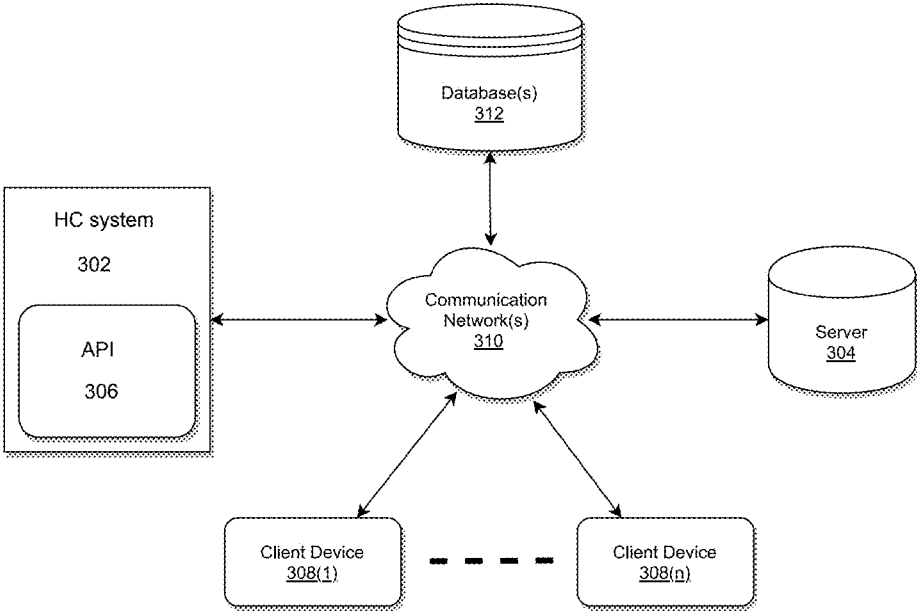 Database(s)
312
HC system
302
API
306
Communication
Network(s)
310
Server
304
Client Device
308(1)
Client Device
308(n)